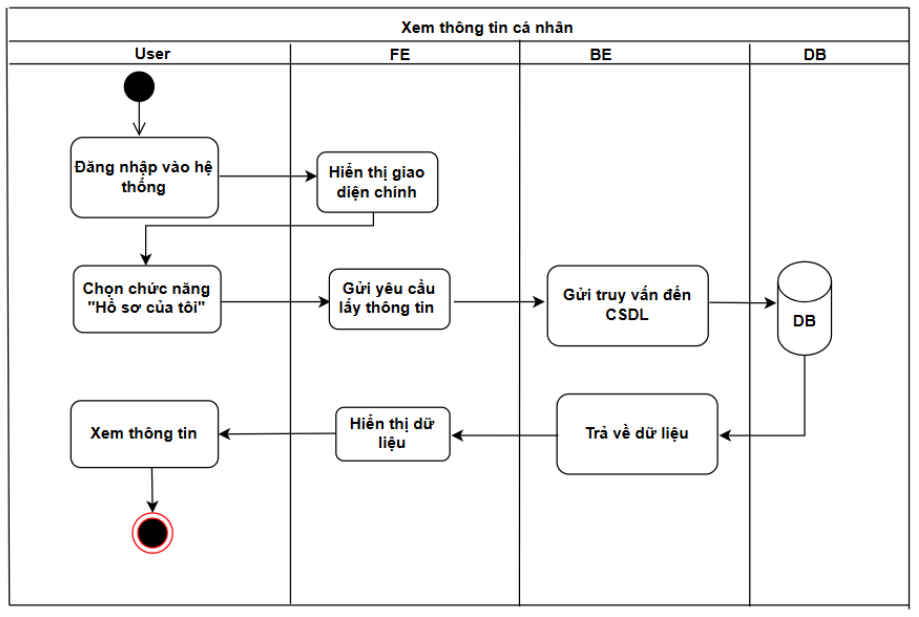 Xem thông tin cá nhân
User
FE
BE
DB
Đăng nhập vào hệ
thống
Hiển thị giao
diện chính
Chọn chức năng
"Hồ sơ của tôi"
Gửi yêu cầu
lấy thông tin
Gửi truy vấn đến
CSDL
DB
Xem thông tin
Hiển thị dữ
liệu
Trả về dữ liệu